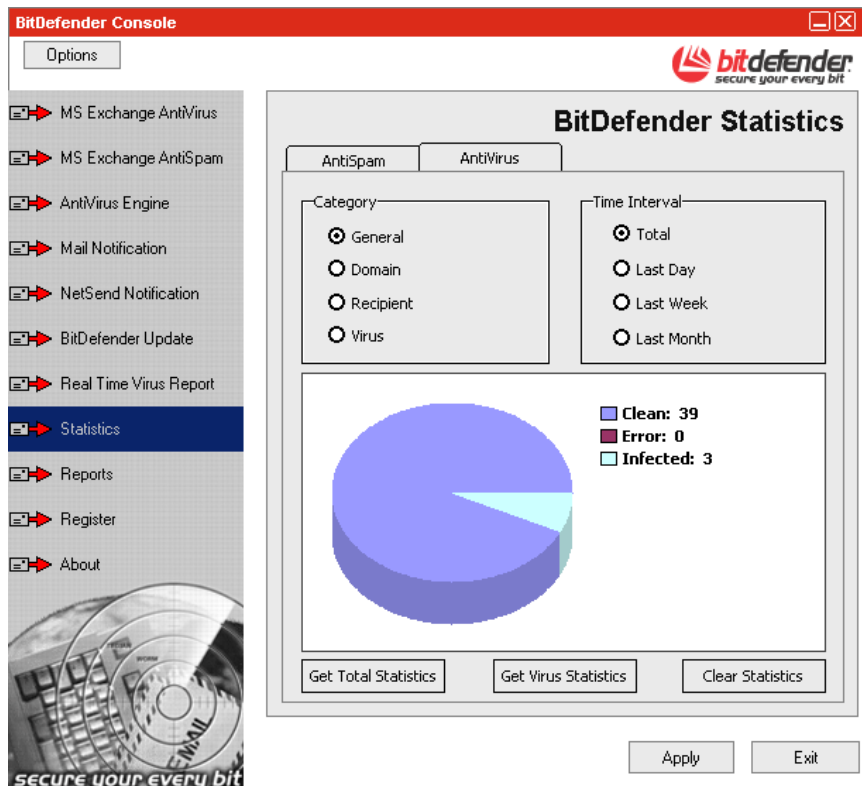 BitDefender Console
Options
bitdefender
secure your every bit
MS Exchange AntiVirus
MS Exchange AntiSpam
AntiVirus Engine
Mail Notification
NetSend Notification
BitDefender Update
Real Time Virus Report
Statistics
Reports
Register
About
BitDefender Statistics
AntiSpam
AntiVirus
Category
General
Domain
Recipient
Virus
Time Interval
Total
Last Day
Last Week
Last Month
Clean: 39
Error: 0
Infected: 3
Get Total Statistics
Get Virus Statistics
Clear Statistics
TROJAN
WORM
EMAIL
secure your every bit
Apply
Exit